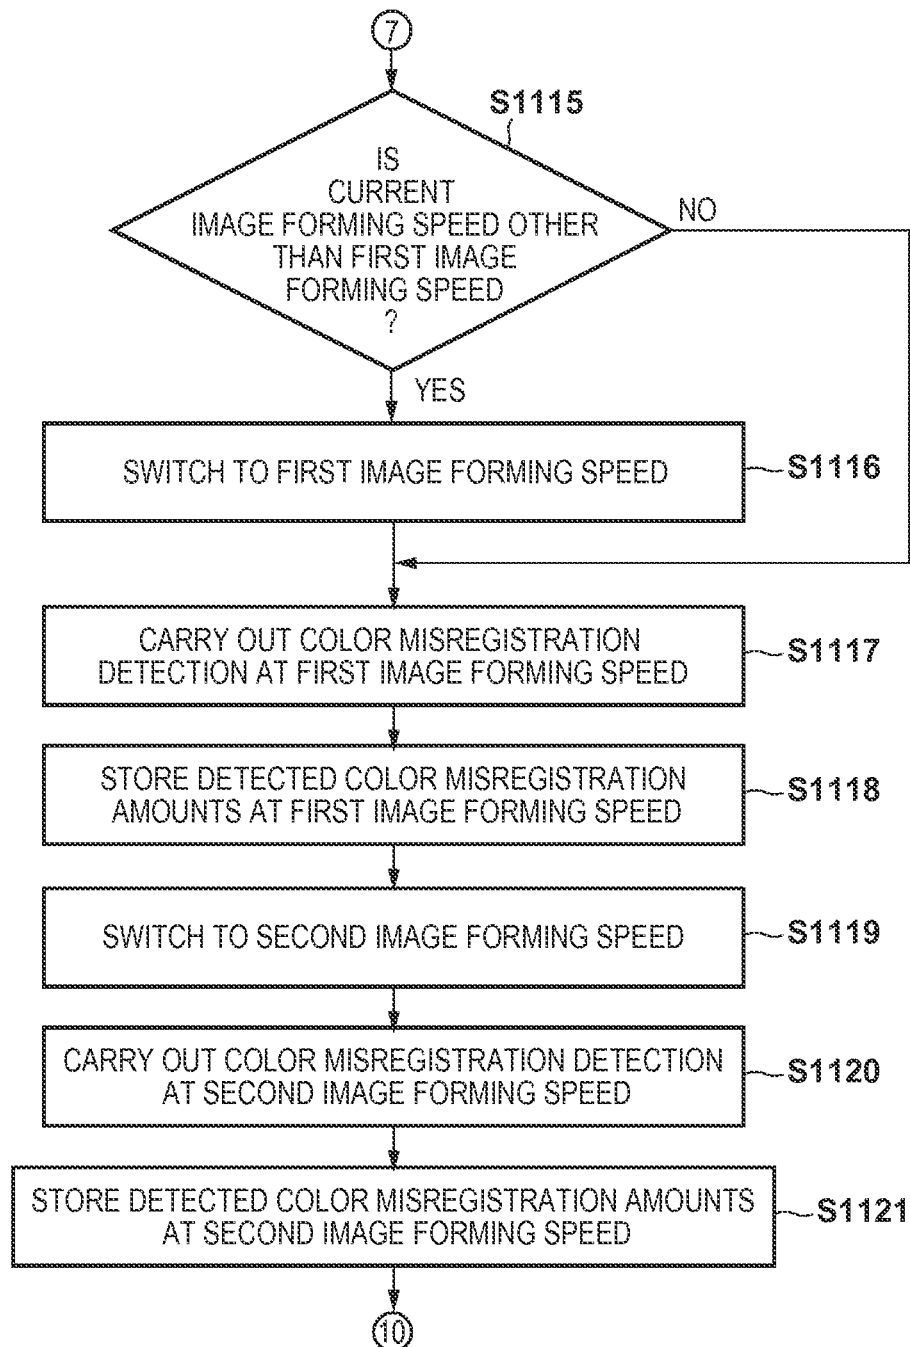 7
S1115
IS
CURRENT
IMAGE FORMING SPEED OTHER
THAN FIRST IMAGE
FORMING SPEED
?
NO
YES
SWITCH TO FIRST IMAGE FORMING SPEED
S1116
CARRY OUT COLOR MISREGISTRATION
DETECTION AT FIRST IMAGE FORMING SPEED
S1117
STORE DETECTED COLOR MISREGISTRATION
AMOUNTS AT FIRST IMAGE FORMING SPEED
S1118
SWITCH TO SECOND IMAGE FORMING SPEED
S1119
CARRY OUT COLOR MISREGISTRATION DETECTION
AT SECOND IMAGE FORMING SPEED
S1120
STORE DETECTED COLOR MISREGISTRATION AMOUNTS
AT SECOND IMAGE FORMING SPEED
S1121
10